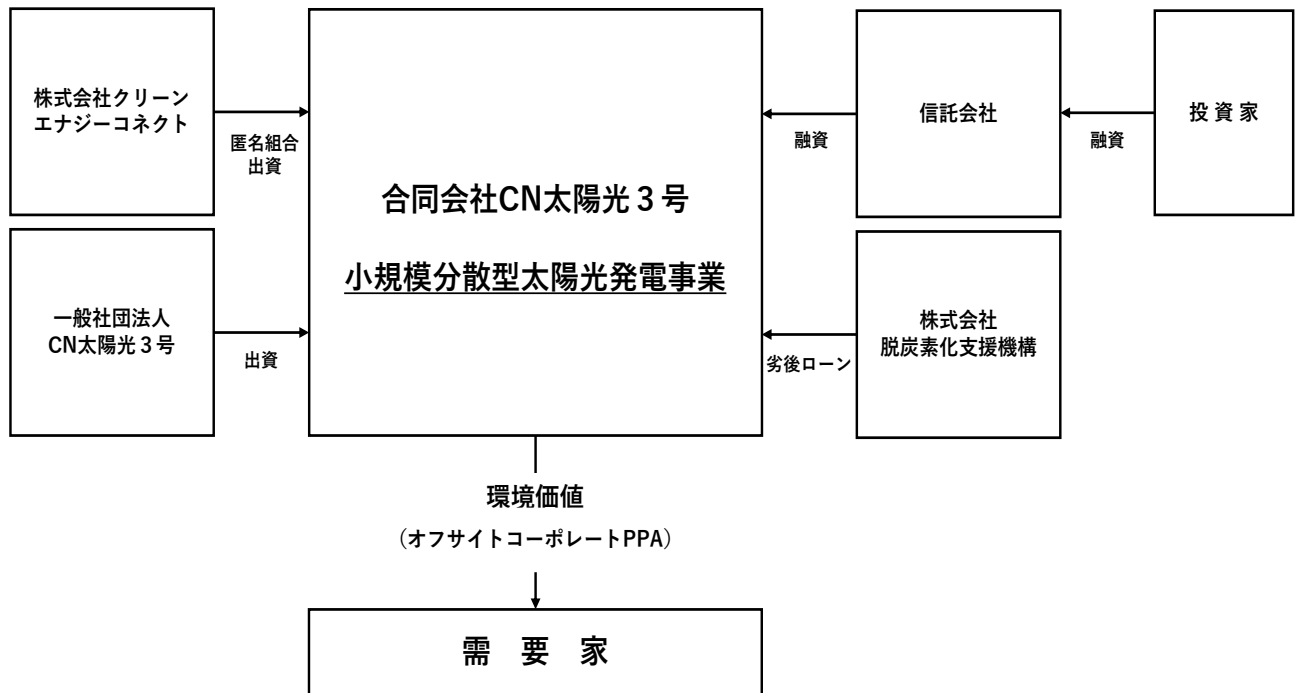 株式会社クリーン
エナジーコネクト
匿名組合
出資
一般社団法人
CN太陽光３号
出資
合同会社CN太陽光３号
小規模分散型太陽光発電事業
信託会社
融資
投 資 家
融資
株式会社
脱炭素化支援機構
劣後ローン
環境価値
（オフサイトコーポレートPPA）
需　要　家